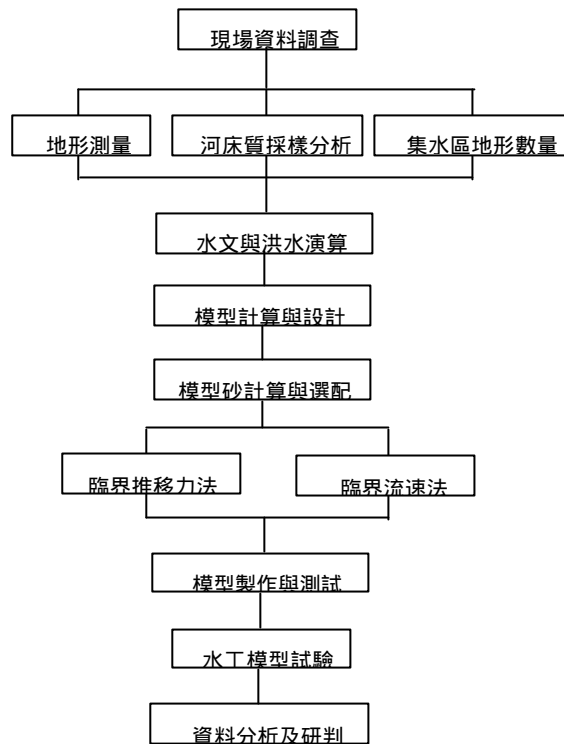 現場資料調查
地形測量
河床質採樣分析
集水區地形數量
水文與洪水演算
模型計算與設計
模型砂計算與選配
臨界推移力法
臨界流速法
模型製作與測試
水工模型試驗
資料分析及研判